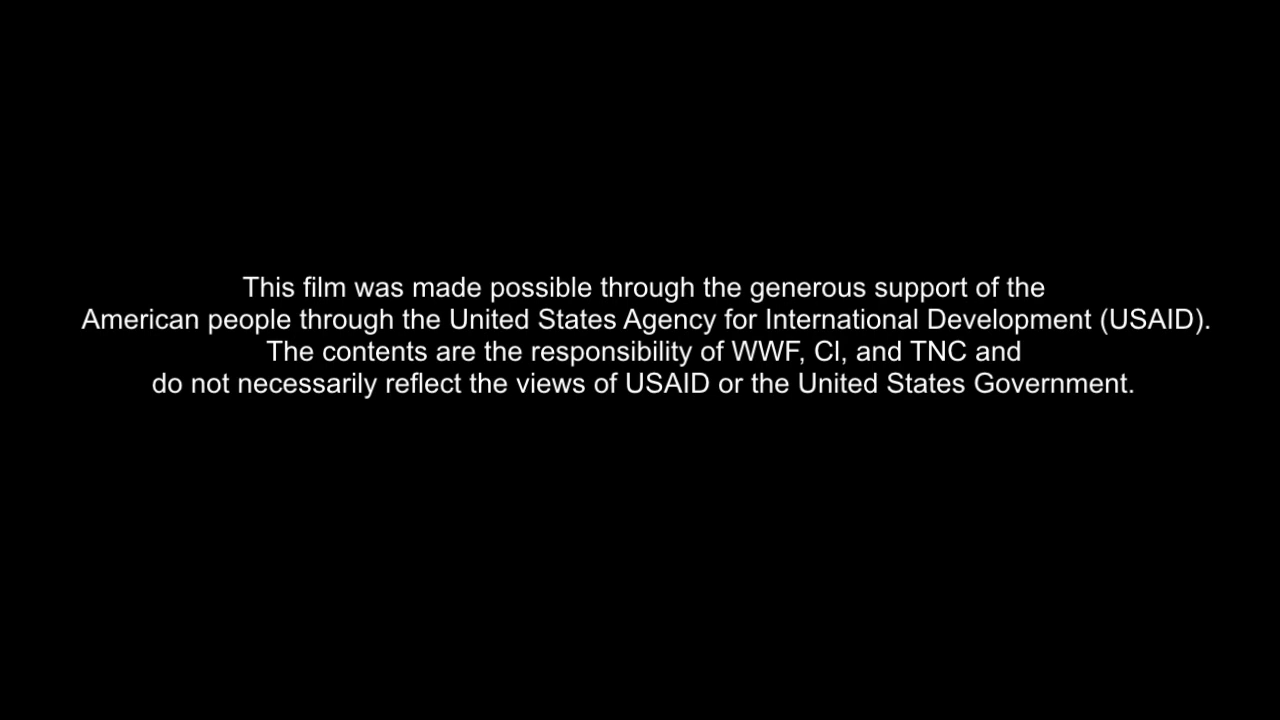 This film was made possible through the generous support of the
American people through the United States Agency for International Development (USAID).
The contents are the responsibility of WWF, CI, and TNC and
do not necessarily reflect the views of USAID or the United States Government.